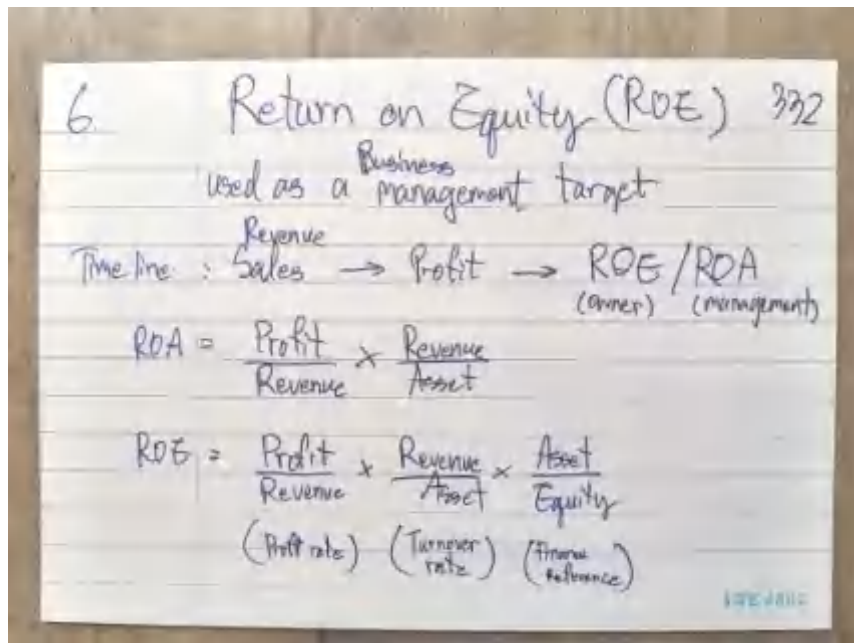 6 Return on Equity (ROE) 332
Business
used as a management target
Revenue
Time line : Sales → Profit → ROE / ROA
(owner) (management)
ROA = Profit × Revenue
Revenue Asset
ROE = Profit × Revenue × Asset
Revenue Asset Equity
(Profit rate) (Turnover (Finance
rate)